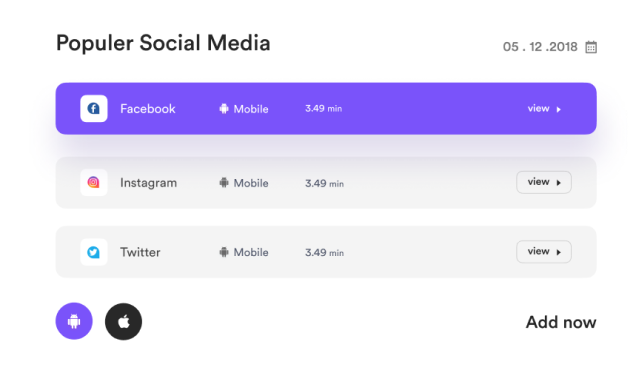 Populer Social Media
05 . 12 .2018
Facebook Mobile 3.49 min view
Instagram Mobile 3.49 min view
Twitter Mobile 3.49 min view
Add now